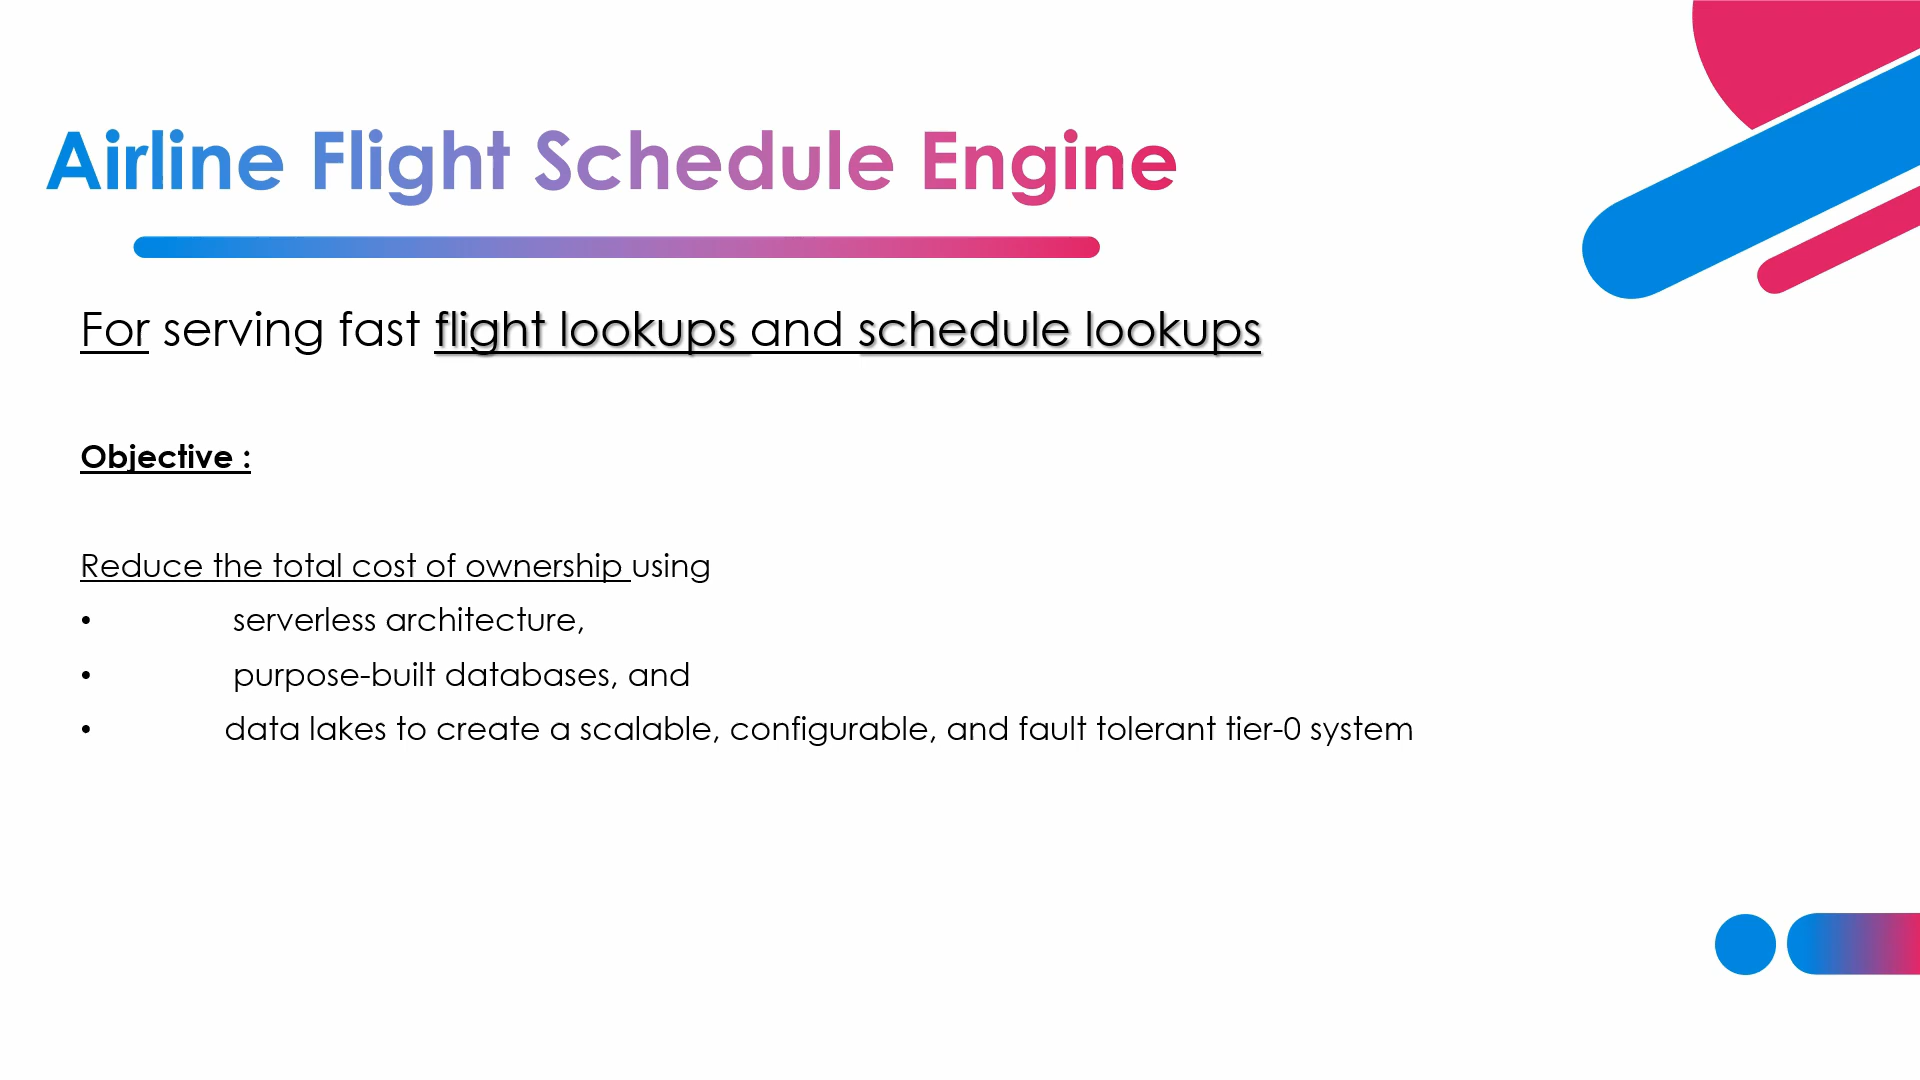 Airline Flight Schedule Engine
For serving fast flight lookups and schedule lookups
Objective :
Reduce the total cost of ownership using
• serverless architecture,
• purpose-built databases, and
• data lakes to create a scalable, configurable, and fault tolerant tier-0 system